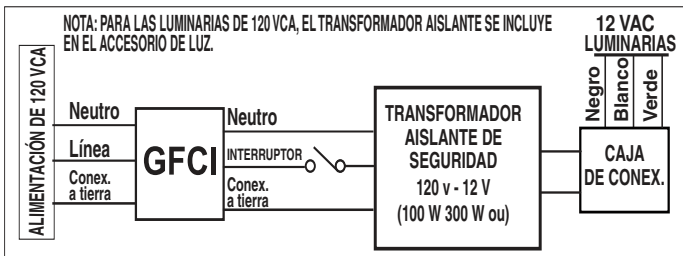 NOTA: PARA LAS LUMINARIAS DE 120 VCA, EL TRANSFORMADOR AISLANTE SE INCLUYE
EN EL ACCESORIO DE LUZ.
12 VAC
LUMINARIAS
Negro
Blanco
Verde
ALIMENTACIÓN DE 120 VCA
Neutro
Línea
Conex.
a tierra
GFCI
Neutro
INTERRUPTOR
Conex.
a tierra
TRANSFORMADOR
AISLANTE DE
SEGURIDAD
120 v - 12 V
(100 W 300 W ou)
CAJA
DE CONEX.